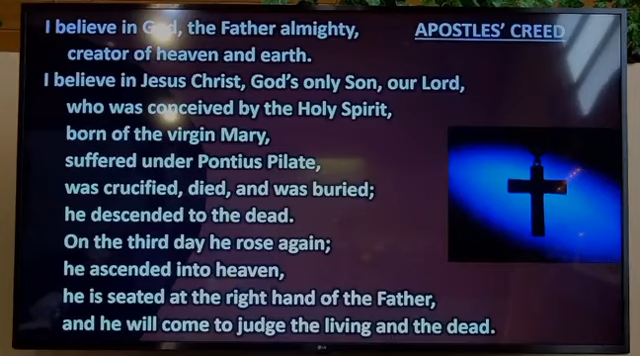 I believe in God, the Father almighty,
APOSTLES' CREED
creator of heaven and earth.
I believe in Jesus Christ, God's only Son, our Lord,
who was conceived by the Holy Spirit,
born of the virgin Mary,
suffered under Pontius Pilate,
was crucified, died, and was buried;
he descended to the dead.
On the third day he rose again;
he ascended into heaven,
he is seated at the right hand of the Father,
and he will come to judge the living and the dead.
LG